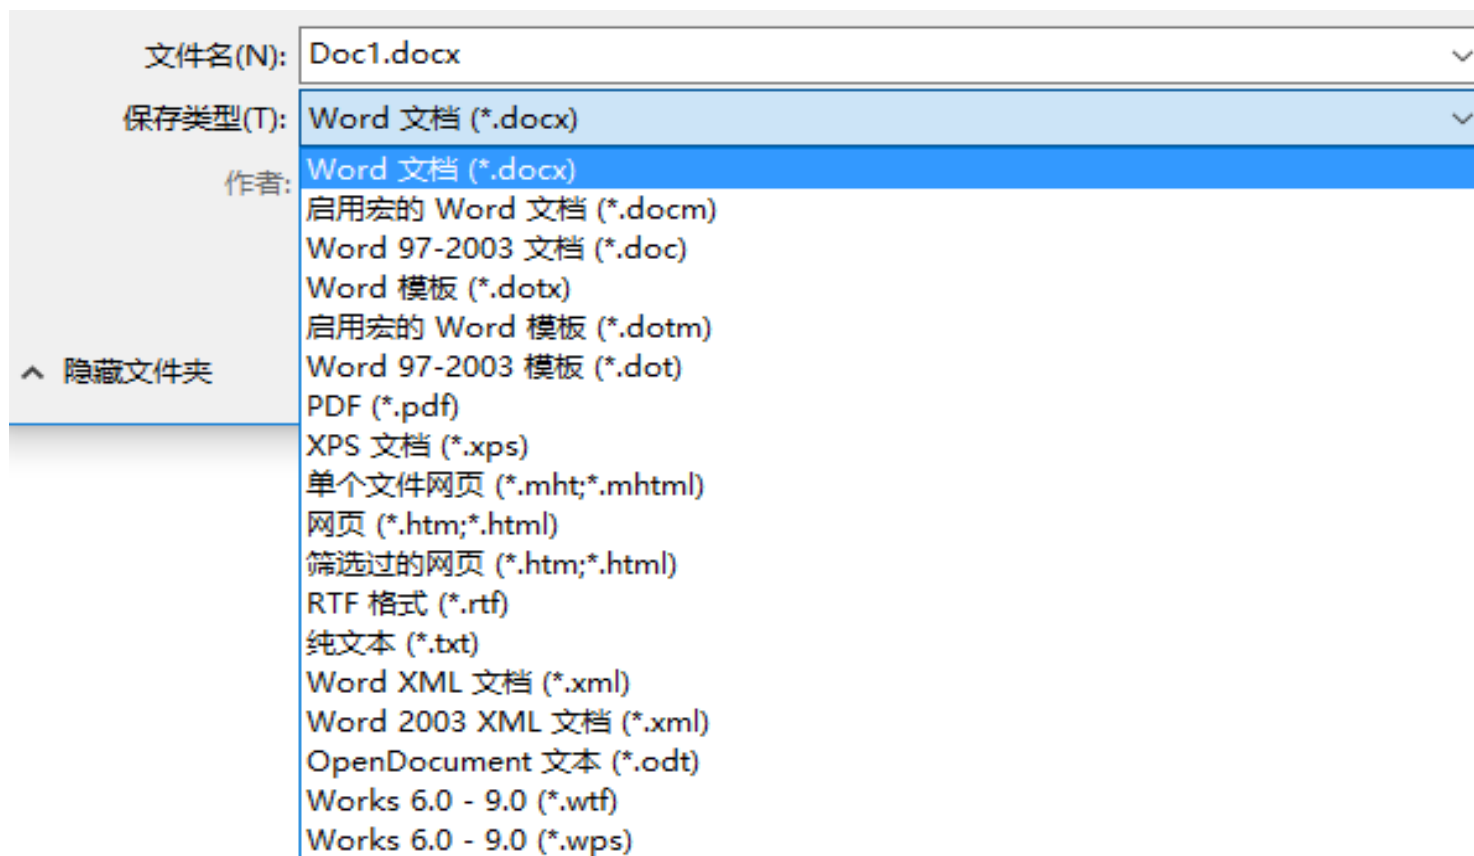 文件名(N): Doc1.docx
保存类型(T): Word 文档 (*.docx)
作者:
Word 文档 (*.docx)
启用宏的 Word 文档 (*.docm)
Word 97-2003 文档 (*.doc)
Word 模板 (*.dotx)
启用宏的 Word 模板 (*.dotm)
Word 97-2003 模板 (*.dot)
隐藏文件夹
PDF (*.pdf)
XPS 文档 (*.xps)
单个文件网页 (*.mht;*.mhtml)
网页 (*.htm;*.html)
筛选过的网页 (*.htm;*.html)
RTF 格式 (*.rtf)
纯文本 (*.txt)
Word XML 文档 (*.xml)
Word 2003 XML 文档 (*.xml)
OpenDocument 文本 (*.odt)
Works 6.0 - 9.0 (*.wtf)
Works 6.0 - 9.0 (*.wps)